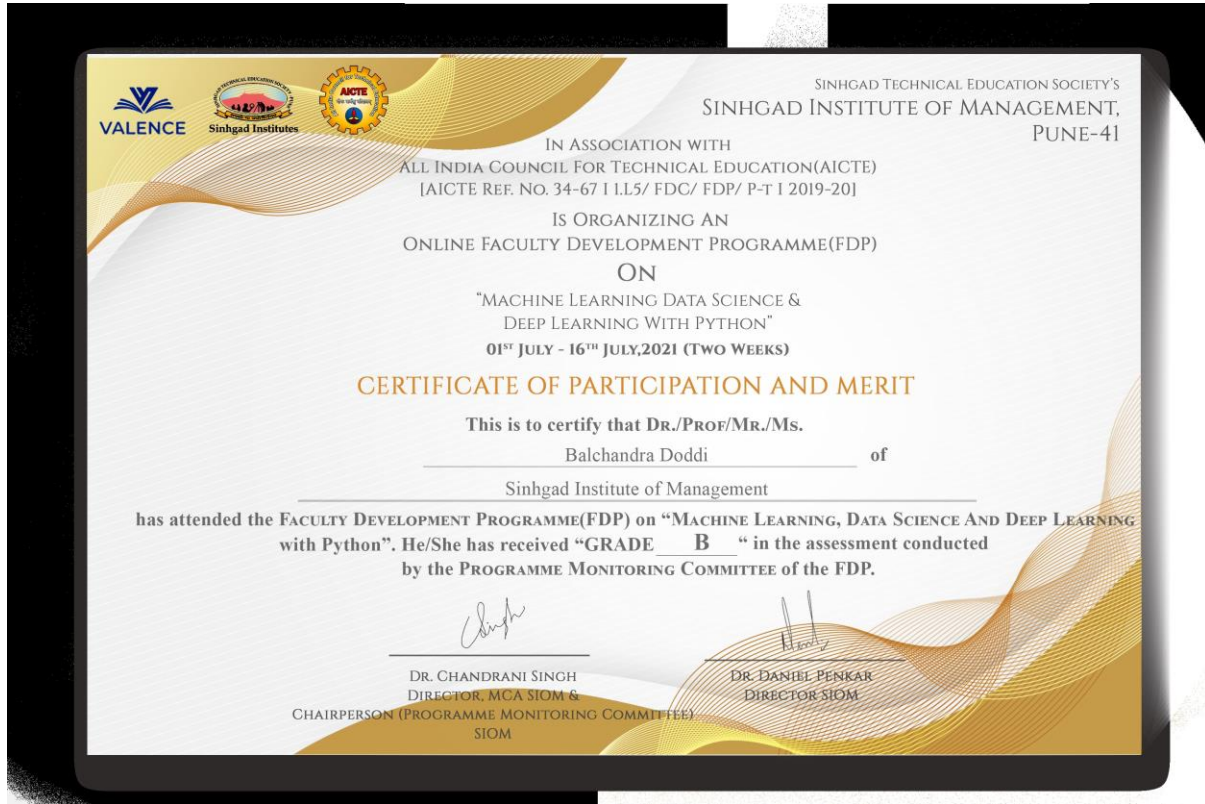 VALENCE
Sinhgad Institutes
AICTE
SINHGAD TECHNICAL EDUCATION SOCIETY'S
SINHGAD INSTITUTE OF MANAGEMENT,
PUNE-41
IN ASSOCIATION WITH
ALL INDIA COUNCIL FOR TECHNICAL EDUCATION(AICTE)
[AICTE REF. NO. 34-67 I I.L5/ FDC/ FDP/ P-T I 2019-20]
IS ORGANIZING AN
ONLINE FACULTY DEVELOPMENT PROGRAMME(FDP)
ON
"MACHINE LEARNING DATA SCIENCE &
DEEP LEARNING WITH PYTHON"
01ST JULY - 16TH JULY,2021 (TWO WEEKS)
CERTIFICATE OF PARTICIPATION AND MERIT
This is to certify that DR./PROF/MR./MS.
Balchandra Doddi of
Sinhgad Institute of Management
has attended the FACULTY DEVELOPMENT PROGRAMME(FDP) on “MACHINE LEARNING, DATA SCIENCE AND DEEP LEARNING
with Python”. He/She has received “GRADE B “ in the assessment conducted
by the PROGRAMME MONITORING COMMITTEE of the FDP.
Singh
DR. CHANDRANI SINGH
DIRECTOR, MCA SIOM &
CHAIRPERSON (PROGRAMME MONITORING COMMITTEE)
SIOM
DR. DANIEL PENKAR
DIRECTOR SIOM